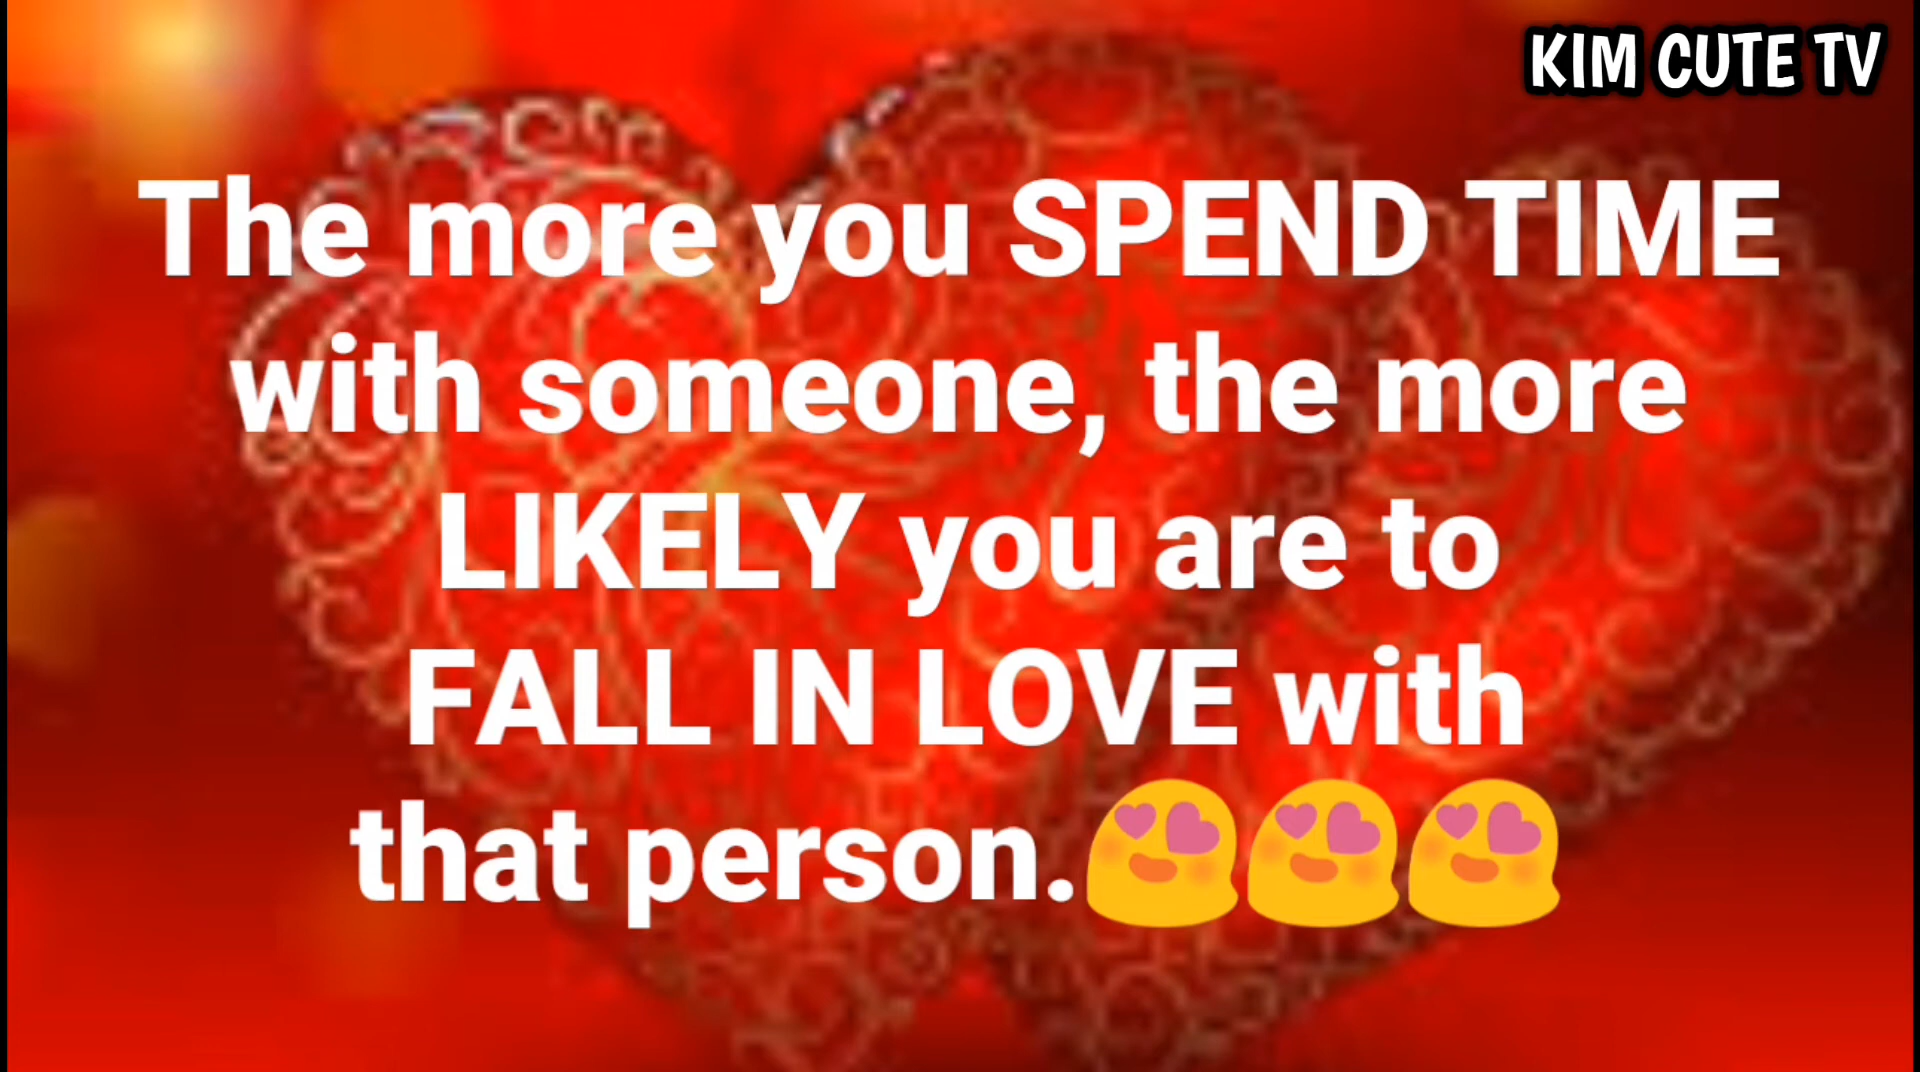 KIM CUTE TV
The more you SPEND TIME
with someone, the more
LIKELY you are to
FALL IN LOVE with
that person.😍😍😍